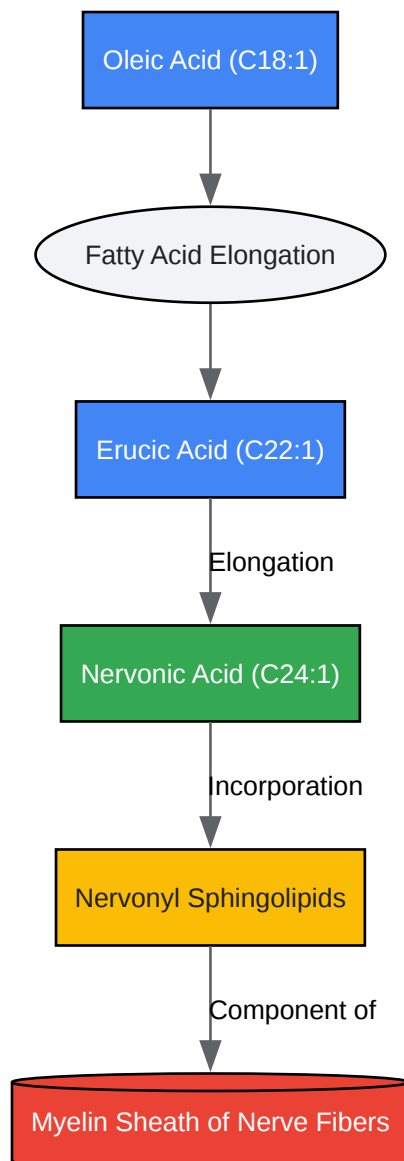 Oleic Acid (C18:1)
Fatty Acid Elongation
Erucic Acid (C22:1)
Elongation
Nervonic Acid (C24:1)
Incorporation
Nervonyl Sphingolipids
Component of
Myelin Sheath of Nerve Fibers